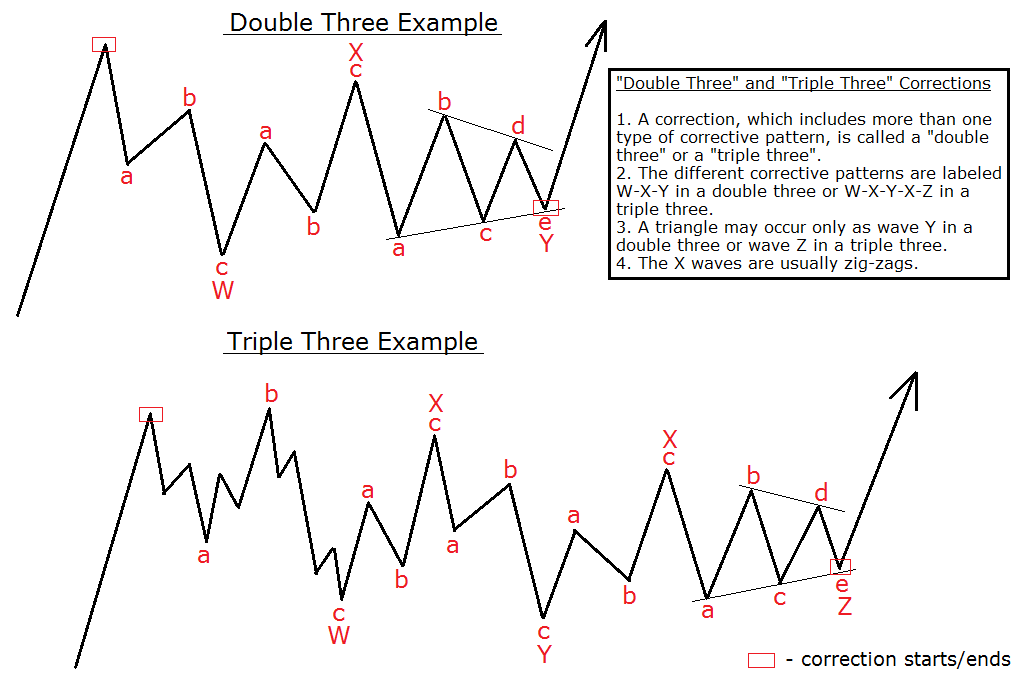 Double Three Example
X
c
b
a
a
b
c
W
b
d
a
c
e
Y
"Double Three" and "Triple Three" Corrections
1. A correction, which includes more than one
type of corrective pattern, is called a "double
three" or a "triple three".
2. The different corrective patterns are labeled
W-X-Y in a double three or W-X-Y-X-Z in a
triple three.
3. A triangle may occur only as wave Y in a
double three or wave Z in a triple three.
4. The X waves are usually zig-zags.
Triple Three Example
b
a
c
W
a
b
X
c
a
b
c
Y
a
b
X
c
a
b
c
d
e
Z
- correction starts/ends